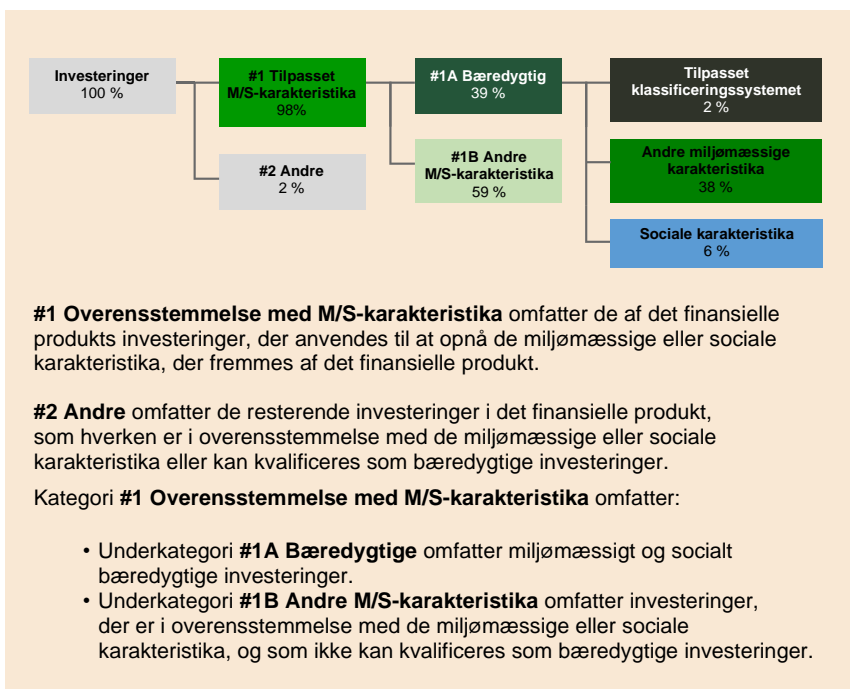 Investeringer
100 %
#1 Tilpasset
M/S-karakteristika
98%
#2 Andre
2 %
#1A Bæredygtig
39 %
#1B Andre
M/S-karakteristika
59 %
Tilpasset
klassificeringssystemet
2 %
Andre miljømæssige
karakteristika
38 %
Sociale karakteristika
6 %
#1 Overensstemmelse med M/S-karakteristika omfatter de af det finansielle
produkts investeringer, der anvendes til at opnå de miljømæssige eller sociale
karakteristika, der fremmes af det finansielle produkt.
#2 Andre omfatter de resterende investeringer i det finansielle produkt,
som hverken er i overensstemmelse med de miljømæssige eller sociale
karakteristika eller kan kvalificeres som bæredygtige investeringer.
Kategori #1 Overensstemmelse med M/S-karakteristika omfatter:
• Underkategori #1A Bæredygtige omfatter miljømæssigt og socialt
bæredygtige investeringer.
• Underkategori #1B Andre M/S-karakteristika omfatter investeringer,
der er i overensstemmelse med de miljømæssige eller sociale
karakteristika, og som ikke kan kvalificeres som bæredygtige investeringer.